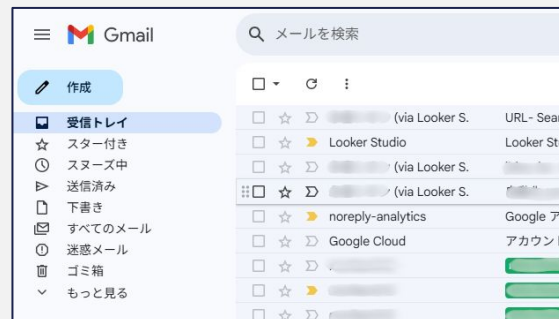 Gmail
メールを検索
作成
受信トレイ
スター付き
スヌーズ中
送信済み
下書き
すべてのメール
迷惑メール
ゴミ箱
もっと見る
(via Looker S. URL- Sear
Looker Studio Looker St
(via Looker S.
(via Looker S.
noreply-analytics Google ア
Google Cloud アカウント